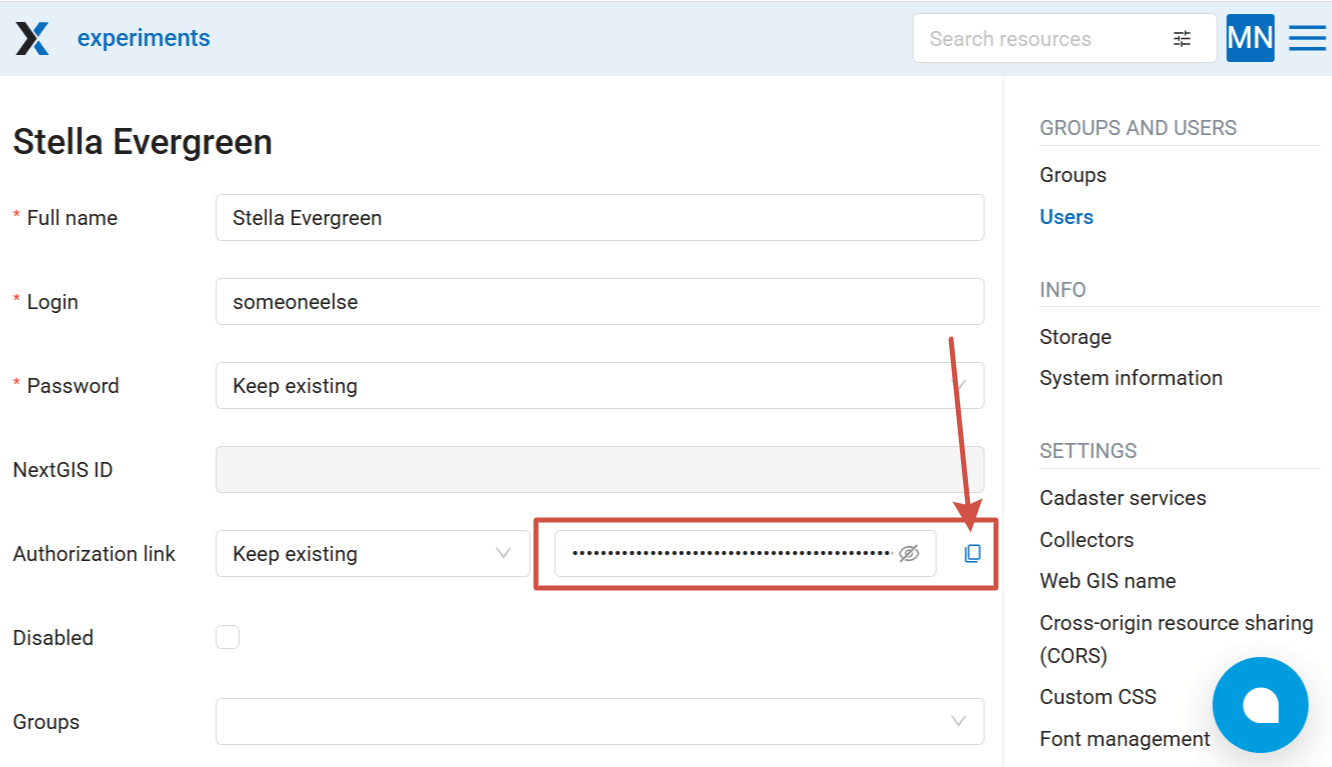 experiments
Search resources
MN
Stella Evergreen
* Full name
Stella Evergreen
* Login
someoneelse
* Password
Keep existing
NextGIS ID
Authorization link
Keep existing
Disabled
Groups
GROUPS AND USERS
Groups
Users
INFO
Storage
System information
SETTINGS
Cadaster services
Collectors
Web GIS name
Cross-origin resource sharing
(CORS)
Custom CSS
Font management